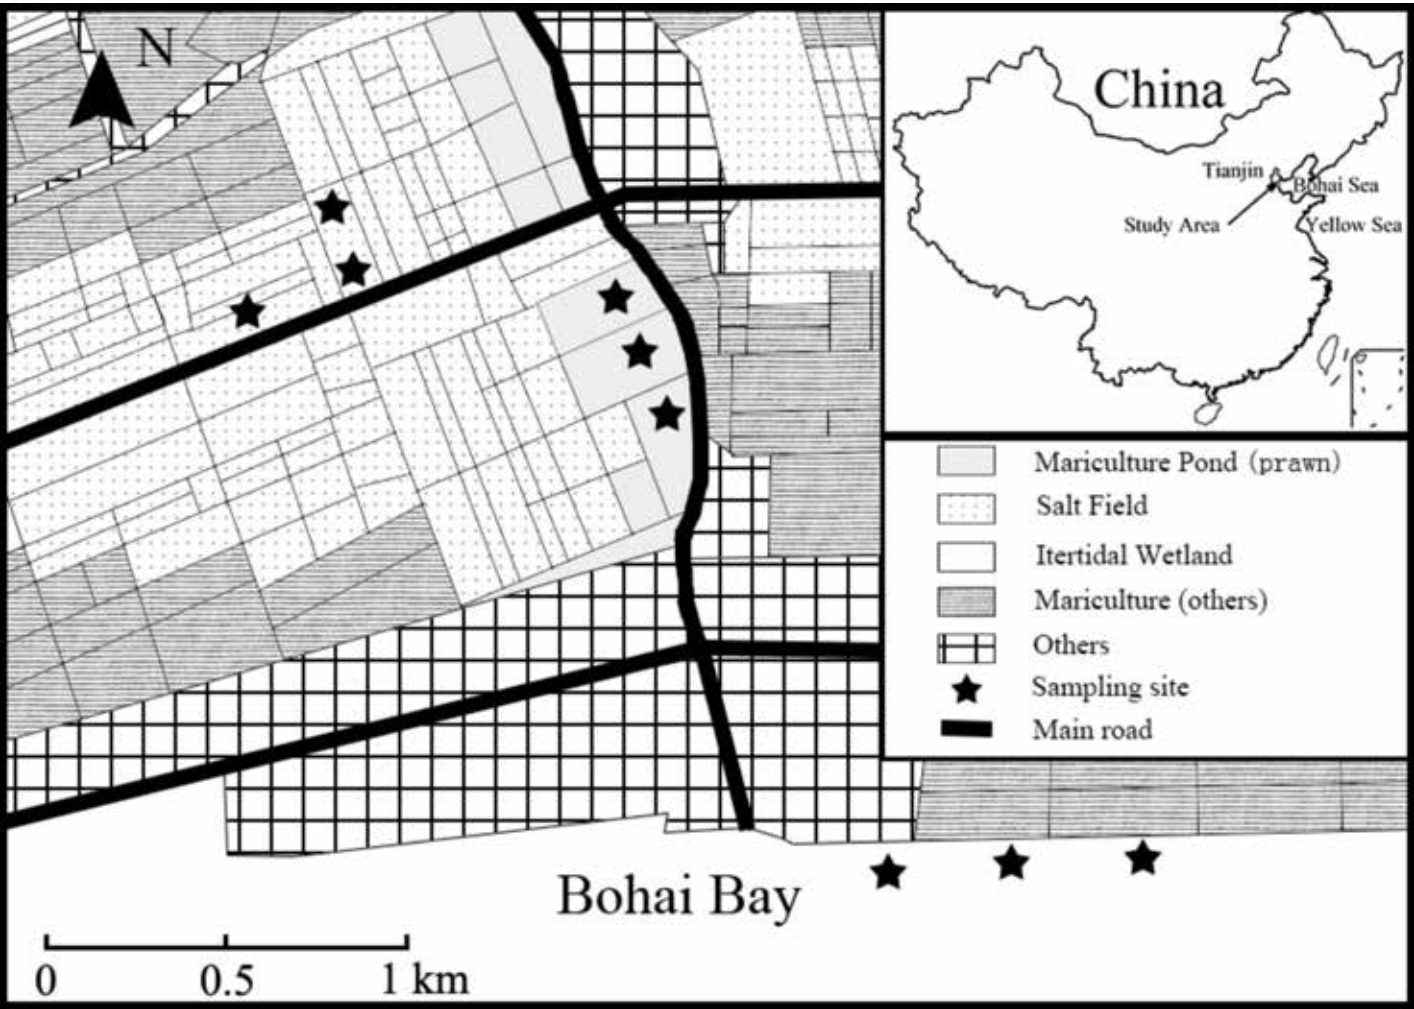 N
China
Tianjin
Bohai Sea
Study Area
Yellow Sea
Mariculture Pond (prawn)
Salt Field
Itertidal Wetland
Mariculture (others)
Others
Sampling site
Main road
Bohai Bay
0 0.5 1 km